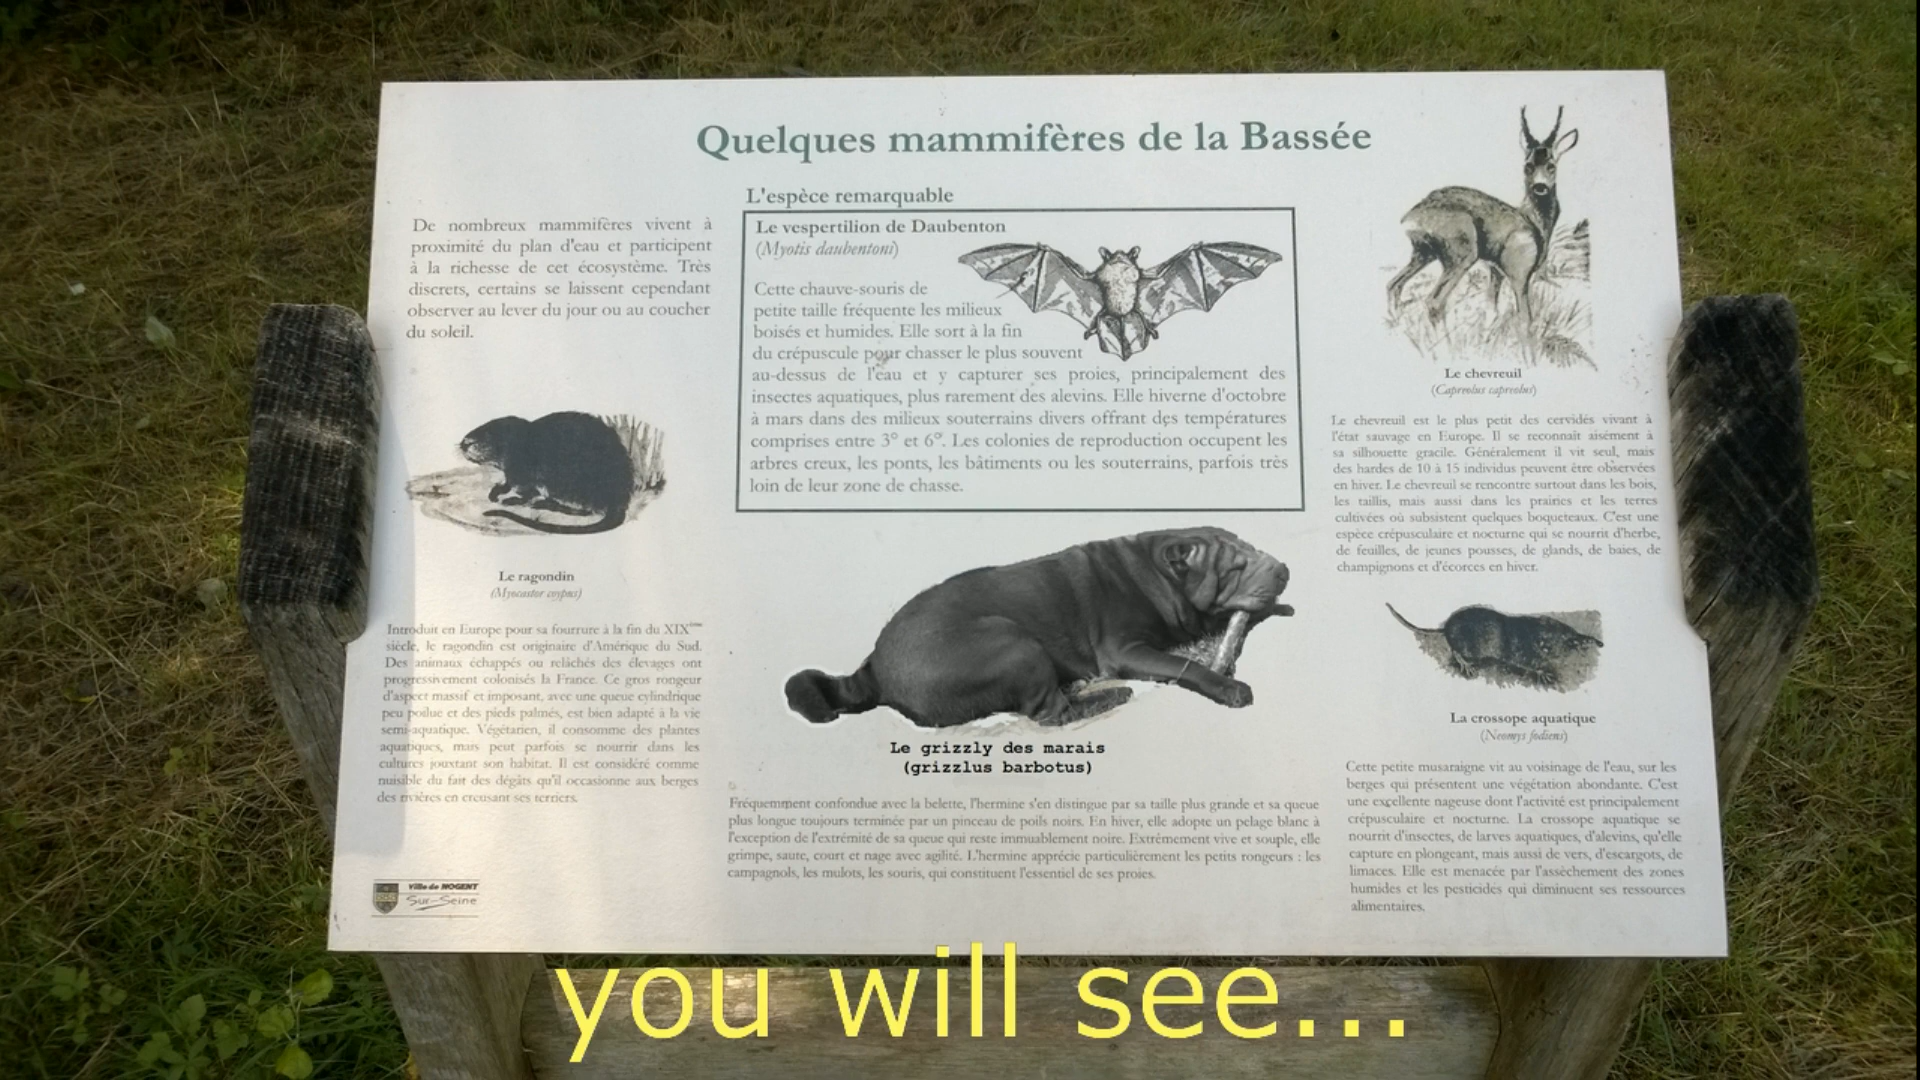 Quelques mammifères de la Bassée
De nombreux mammifères vivent à
proximité du plan d'eau et participent
à la richesse de cet écosystème. Très
discrets, certains se laissent cependant
observer au lever du jour ou au coucher
du soleil.
Le ragondin
(Myocastor coypus)
Introduit en Europe pour sa fourrure à la fin du XIXème
siècle, le ragondin est originaire d'Amérique du Sud.
Des animaux échappés ou relâchés des élevages ont
progressivement colonisés la France. Ce gros rongeur
d'aspect massif et imposant, avec une queue cylindrique
peu poilue et des pieds palmés, est bien adapté à la vie
semi-aquatique. Végétarien, il consomme des plantes
aquatiques, mais peut parfois se nourrir dans les
cultures jouxtant son habitat. Il est considéré comme
nuisible du fait des dégâts qu'il occasionne aux berges
des rivières en creusant ses terriers.
Ville de NOGENT
Sur-Seine
L'espèce remarquable
Le vespertilion de Daubenton
(Myotis daubentoni)
Cette chauve-souris de
petite taille fréquente les milieux
boisés et humides. Elle sort à la fin
du crépuscule pour chasser le plus souvent
au-dessus de l'eau et y capturer ses proies, principalement des
insectes aquatiques, plus rarement des alevins. Elle hiverne d'octobre
à mars dans des milieux souterrains divers offrant des températures
comprises entre 3° et 6°. Les colonies de reproduction occupent les
arbres creux, les ponts, les bâtiments ou les souterrains, parfois très
loin de leur zone de chasse.
Le grizzly des marais
(grizzlus barbotus)
Fréquemment confondue avec la belette, l'hermine s'en distingue par sa taille plus grande et sa queue
plus longue toujours terminée par un pinceau de poils noirs. En hiver, elle adopte un pelage blanc à
l'exception de l'extrémité de sa queue qui reste immuablement noire. Extrêmement vive et souple, elle
grimpe, saute, court et nage avec agilité. L'hermine apprécie particulièrement les petits rongeurs : les
campagnols, les mulots, les souris, qui constituent l'essentiel de ses proies.
Le chevreuil
(Capreolus capreolus)
Le chevreuil est le plus petit des cervidés vivant à
l'état sauvage en Europe. Il se reconnaît aisément à
sa silhouette gracile. Généralement il vit seul, mais
des hardes de 10 à 15 individus peuvent être observées
en hiver. Le chevreuil se rencontre surtout dans les bois,
les taillis, mais aussi dans les prairies et les terres
cultivées où subsistent quelques boqueteaux. C'est une
espèce crépusculaire et nocturne qui se nourrit d'herbe,
de feuilles, de jeunes pousses, de glands, de baies, de
champignons et d'écorces en hiver.
La crossope aquatique
(Neomys fodiens)
Cette petite musaraigne vit au voisinage de l'eau, sur les
berges qui présentent une végétation abondante. C'est
une excellente nageuse dont l'activité est principalement
crépusculaire et nocturne. La crossope aquatique se
nourrit d'insectes, de larves aquatiques, d'alevins, qu'elle
capture en plongeant, mais aussi de vers, d'escargots, de
limaces. Elle est menacée par l'assèchement des zones
humides et les pesticides qui diminuent ses ressources
alimentaires.
you will see...